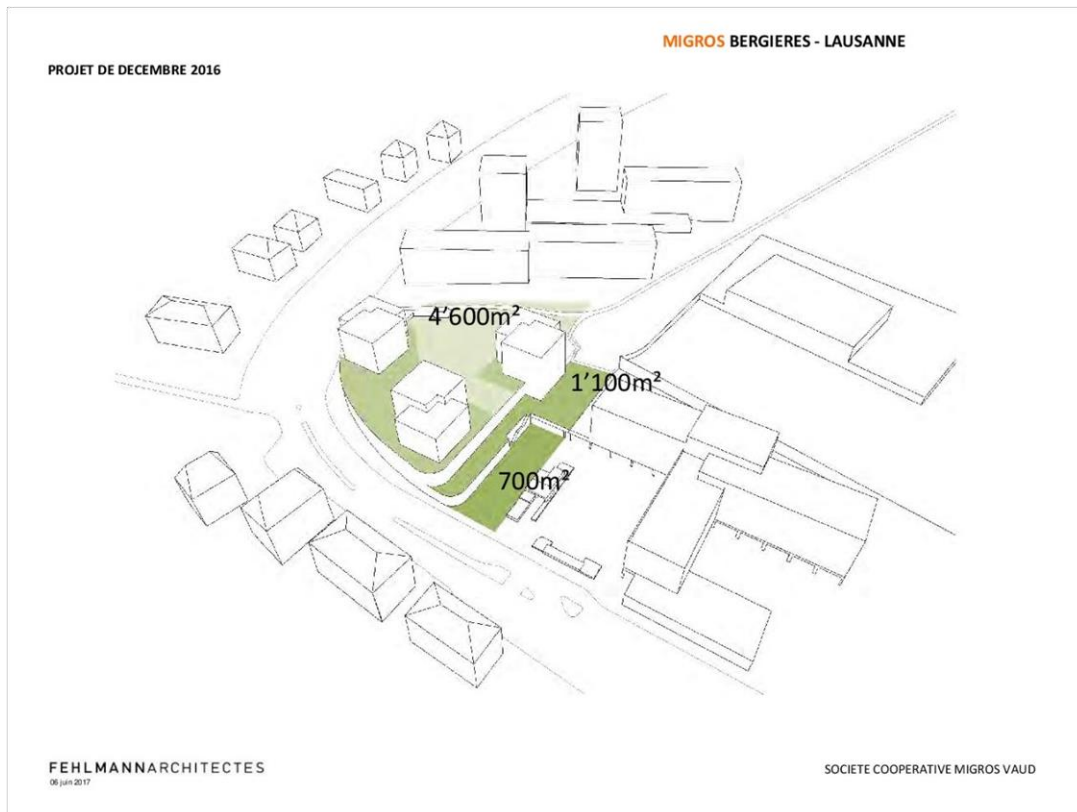 MIGROS BERGIERES - LAUSANNE
PROJET DE DECEMBRE 2016
4’600m²
1’100m²
700m²
FEHLMANNARCHITECTES
06 juin 2017
SOCIETE COOPERATIVE MIGROS VAUD